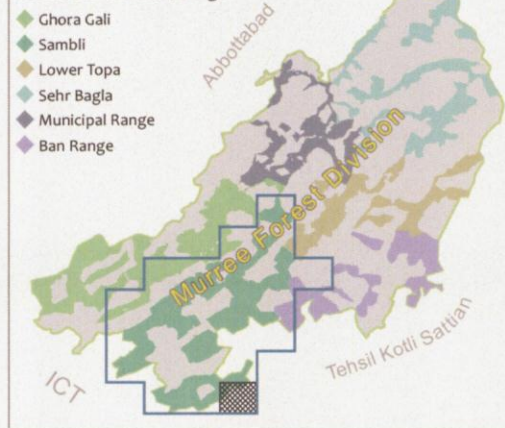 Ghora Gali
Sambli
Lower Topa
Sehr Bagla
Municipal Range
Ban Range
Abbottabad
Murree Forest Division
Tehsil Kotli Sattian
ICT